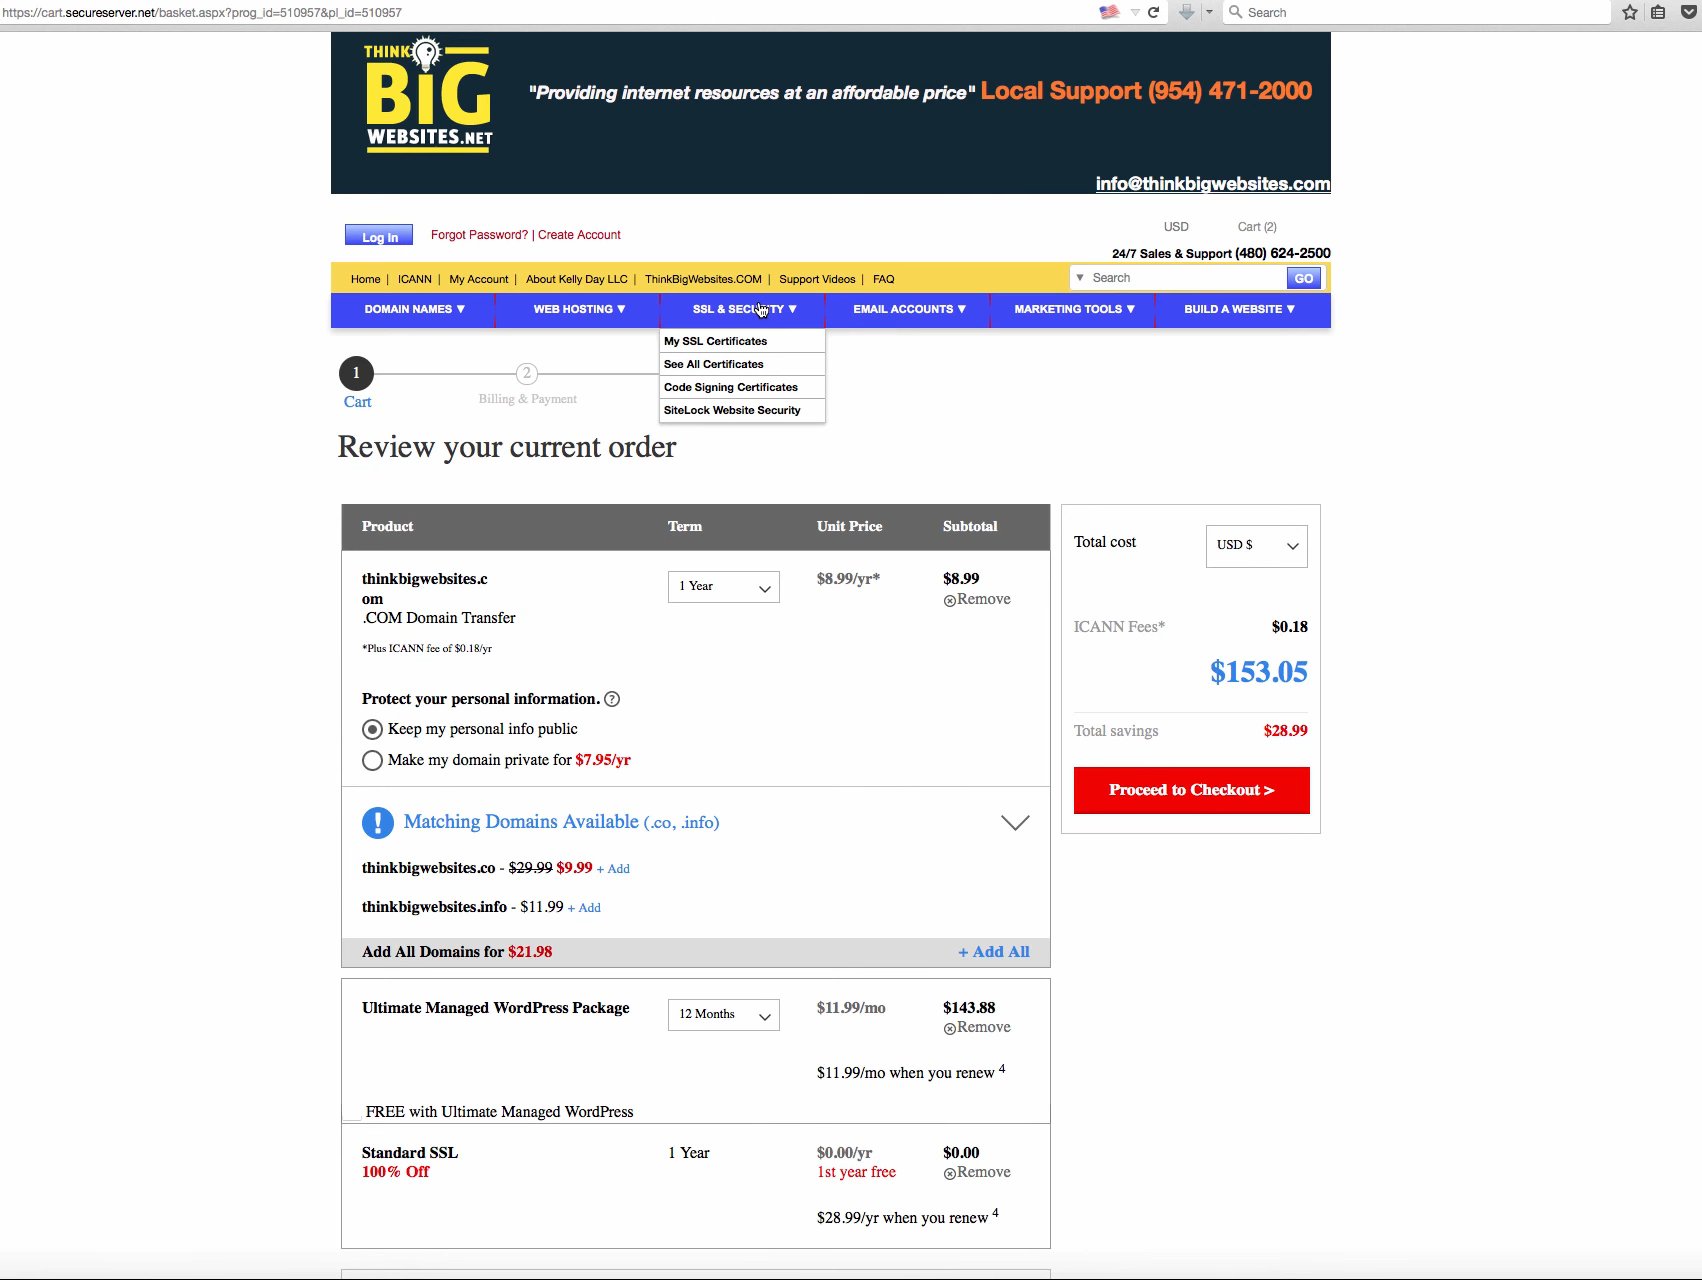 https://cart.secureserver.net/basket.aspx?prog_id=510957&pl_id=510957
Search
THINK
BIG
WEBSITES.NET
"Providing internet resources at an affordable price" Local Support (954) 471-2000
info@thinkbigwebsites.com
Log In
Forgot Password? | Create Account
USD
Cart (2)
24/7 Sales & Support (480) 624-2500
Home | ICANN | My Account | About Kelly Day LLC | ThinkBigWebsites.COM | Support Videos | FAQ
▼ Search
GO
DOMAIN NAMES ▼
WEB HOSTING ▼
SSL & SECURITY ▼
EMAIL ACCOUNTS ▼
MARKETING TOOLS ▼
BUILD A WEBSITE ▼
My SSL Certificates
See All Certificates
Code Signing Certificates
SiteLock Website Security
1
Cart
2
Billing & Payment
Review your current order
Product Term Unit Price Subtotal
thinkbigwebsites.c
om
.COM Domain Transfer
*Plus ICANN fee of $0.18/yr
1 Year
$8.99/yr*
$8.99
Remove
Protect your personal information. ?
Keep my personal info public
Make my domain private for $7.95/yr
! Matching Domains Available (.co, .info)
thinkbigwebsites.co - $29.99 $9.99 + Add
thinkbigwebsites.info - $11.99 + Add
Add All Domains for $21.98 + Add All
Ultimate Managed WordPress Package
12 Months
$11.99/mo
$143.88
Remove
$11.99/mo when you renew 4
FREE with Ultimate Managed WordPress
Standard SSL
100% Off
1 Year
$0.00/yr
1st year free
$0.00
Remove
$28.99/yr when you renew 4
Total cost
USD $
ICANN Fees* $0.18
$153.05
Total savings $28.99
Proceed to Checkout >